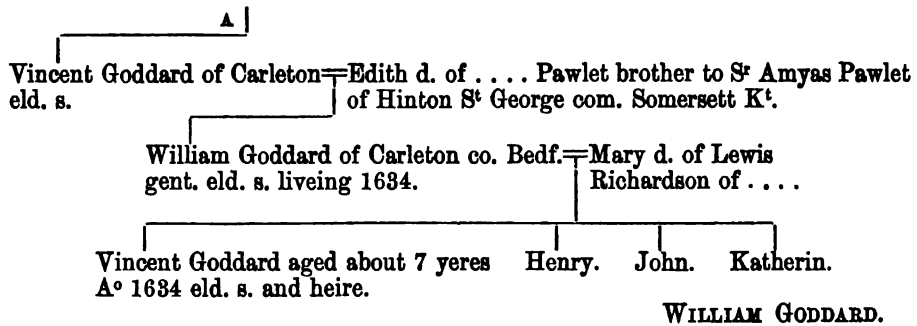 A
Vincent Goddard of Carleton=Edith d. of . . . . Pawlet brother to Sʳ Amyas Pawlet
eld. s. of Hinton Sᵗ George com. Somersett Kᵗ.
William Goddard of Carleton co. Bedf.=Mary d. of Lewis
gent. eld. s. liveing 1634. Richardson of . . . .
Vincent Goddard aged about 7 yeres Henry. John. Katherin.
Aᵒ 1634 eld. s. and heire.
WILLIAM GODDARD.